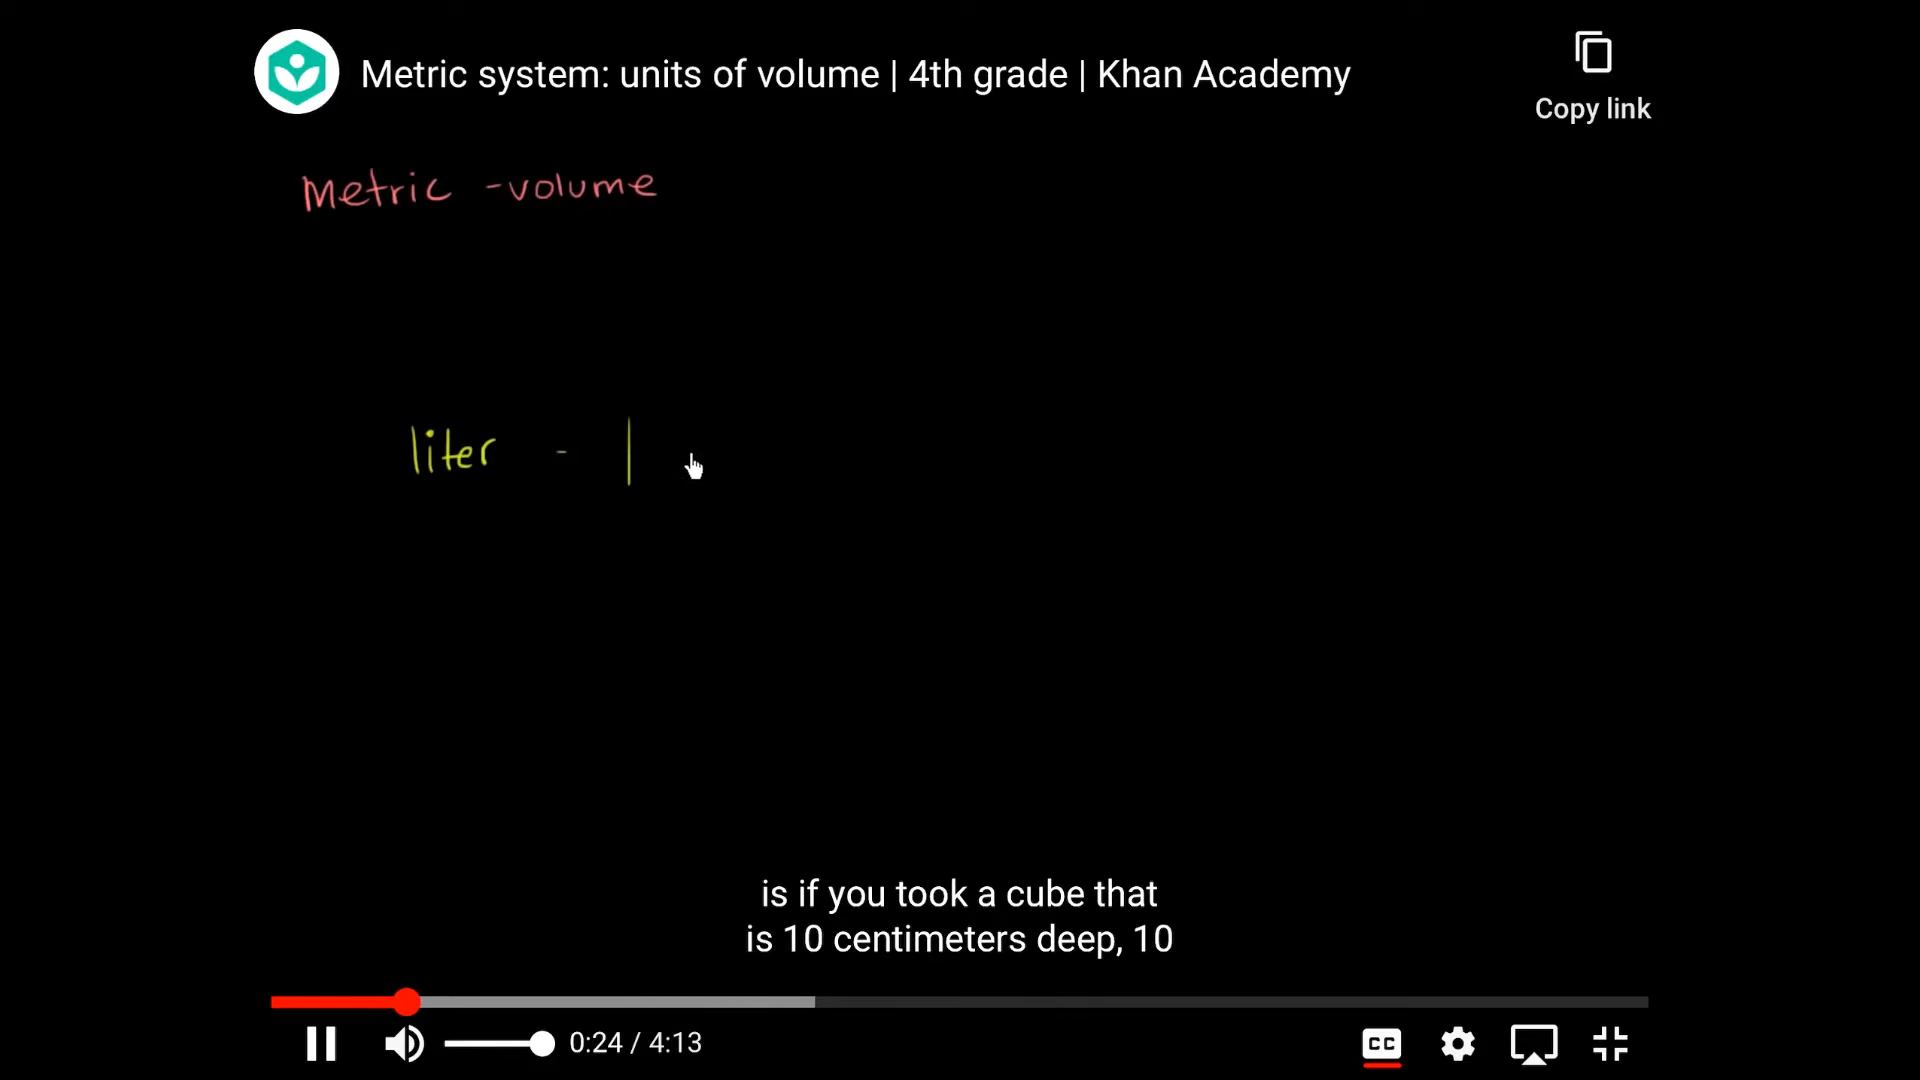 Metric system: units of volume | 4th grade | Khan Academy
Copy link
Metric - volume
liter - |
is if you took a cube that
is 10 centimeters deep, 10
0:24 / 4:13
CC